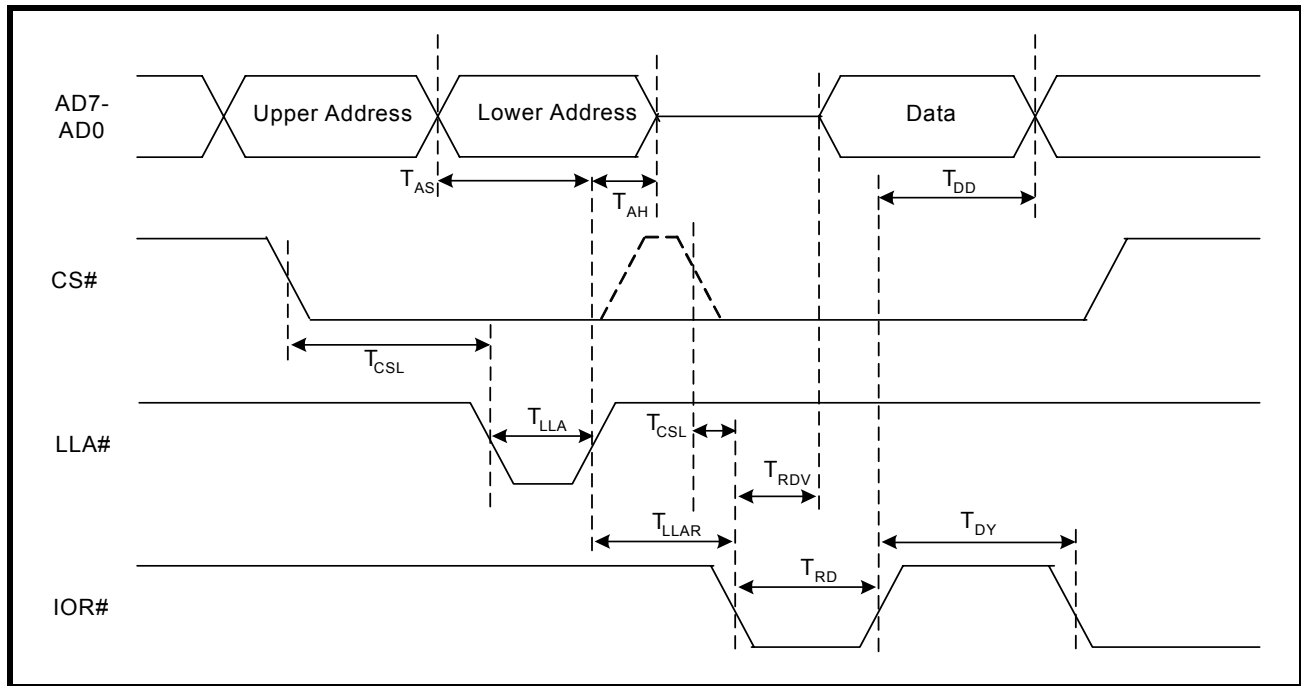 AD7-
AD0
Upper Address
Lower Address
Data
TAS
TAH
TDD
CS#
TCSL
LLA#
TLLA
TCSL
TRDV
TLLAR
TDY
IOR#
TRD